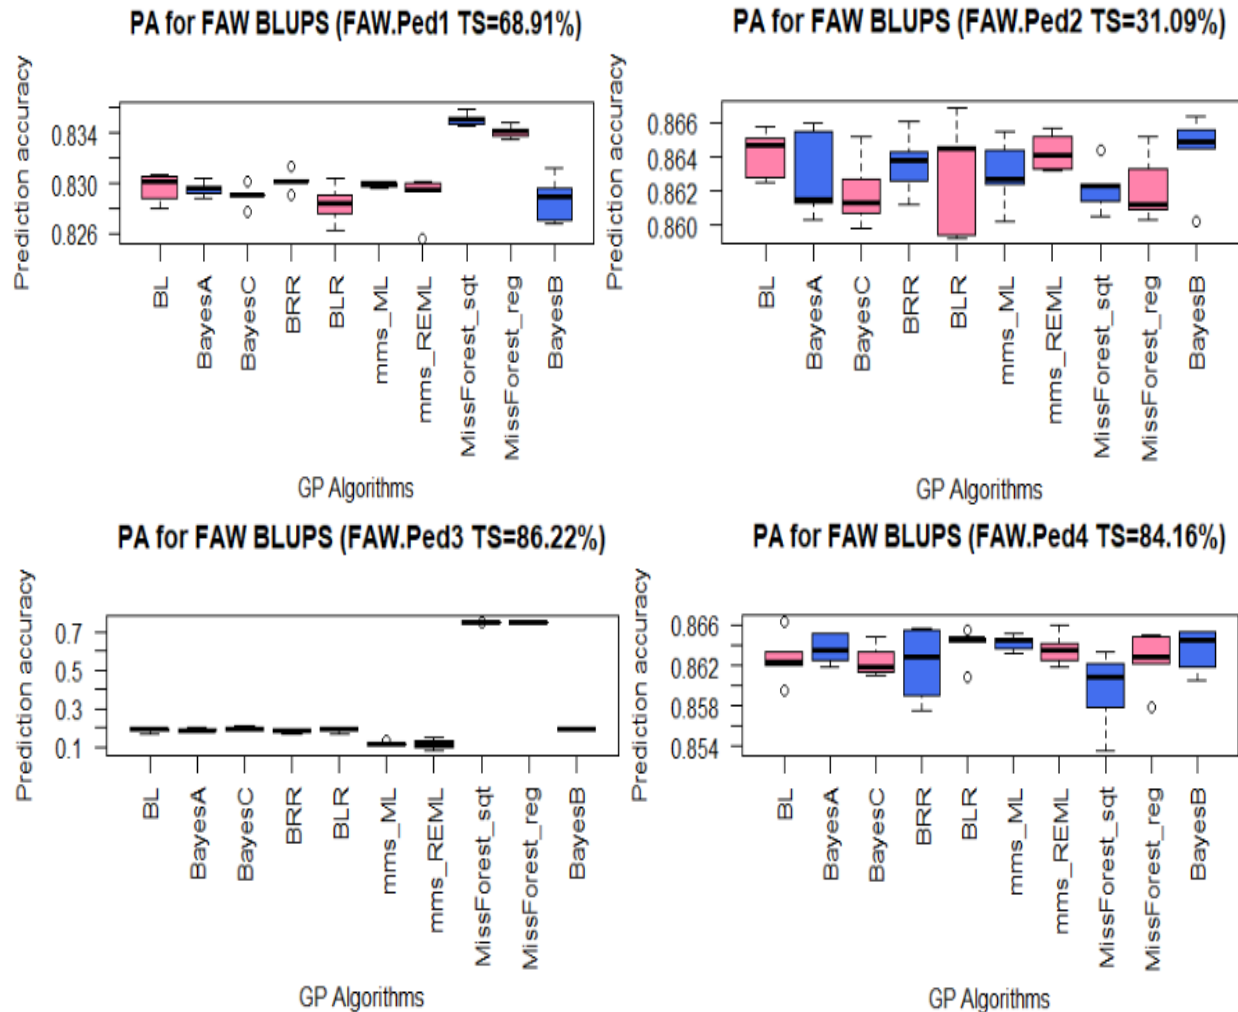 PA for FAW BLUPS (FAW.Ped1 TS=68.91%)
Prediction accuracy
0.834
0.830
0.826
BL
BayesA
BayesC
BRR
BLR
mms_ML
mms_REML
MissForest_sqt
MissForest_reg
BayesB
GP Algorithms
PA for FAW BLUPS (FAW.Ped2 TS=31.09%)
Prediction accuracy
0.866
0.864
0.862
0.860
BL
BayesA
BayesC
BRR
BLR
mms_ML
mms_REML
MissForest_sqt
MissForest_reg
BayesB
GP Algorithms
PA for FAW BLUPS (FAW.Ped3 TS=86.22%)
Prediction accuracy
0.7
0.5
0.3
0.1
BL
BayesA
BayesC
BRR
BLR
mms_ML
mms_REML
MissForest_sqt
MissForest_reg
BayesB
GP Algorithms
PA for FAW BLUPS (FAW.Ped4 TS=84.16%)
Prediction accuracy
0.866
0.862
0.858
0.854
BL
BayesA
BayesC
BRR
BLR
mms_ML
mms_REML
MissForest_sqt
MissForest_reg
BayesB
GP Algorithms